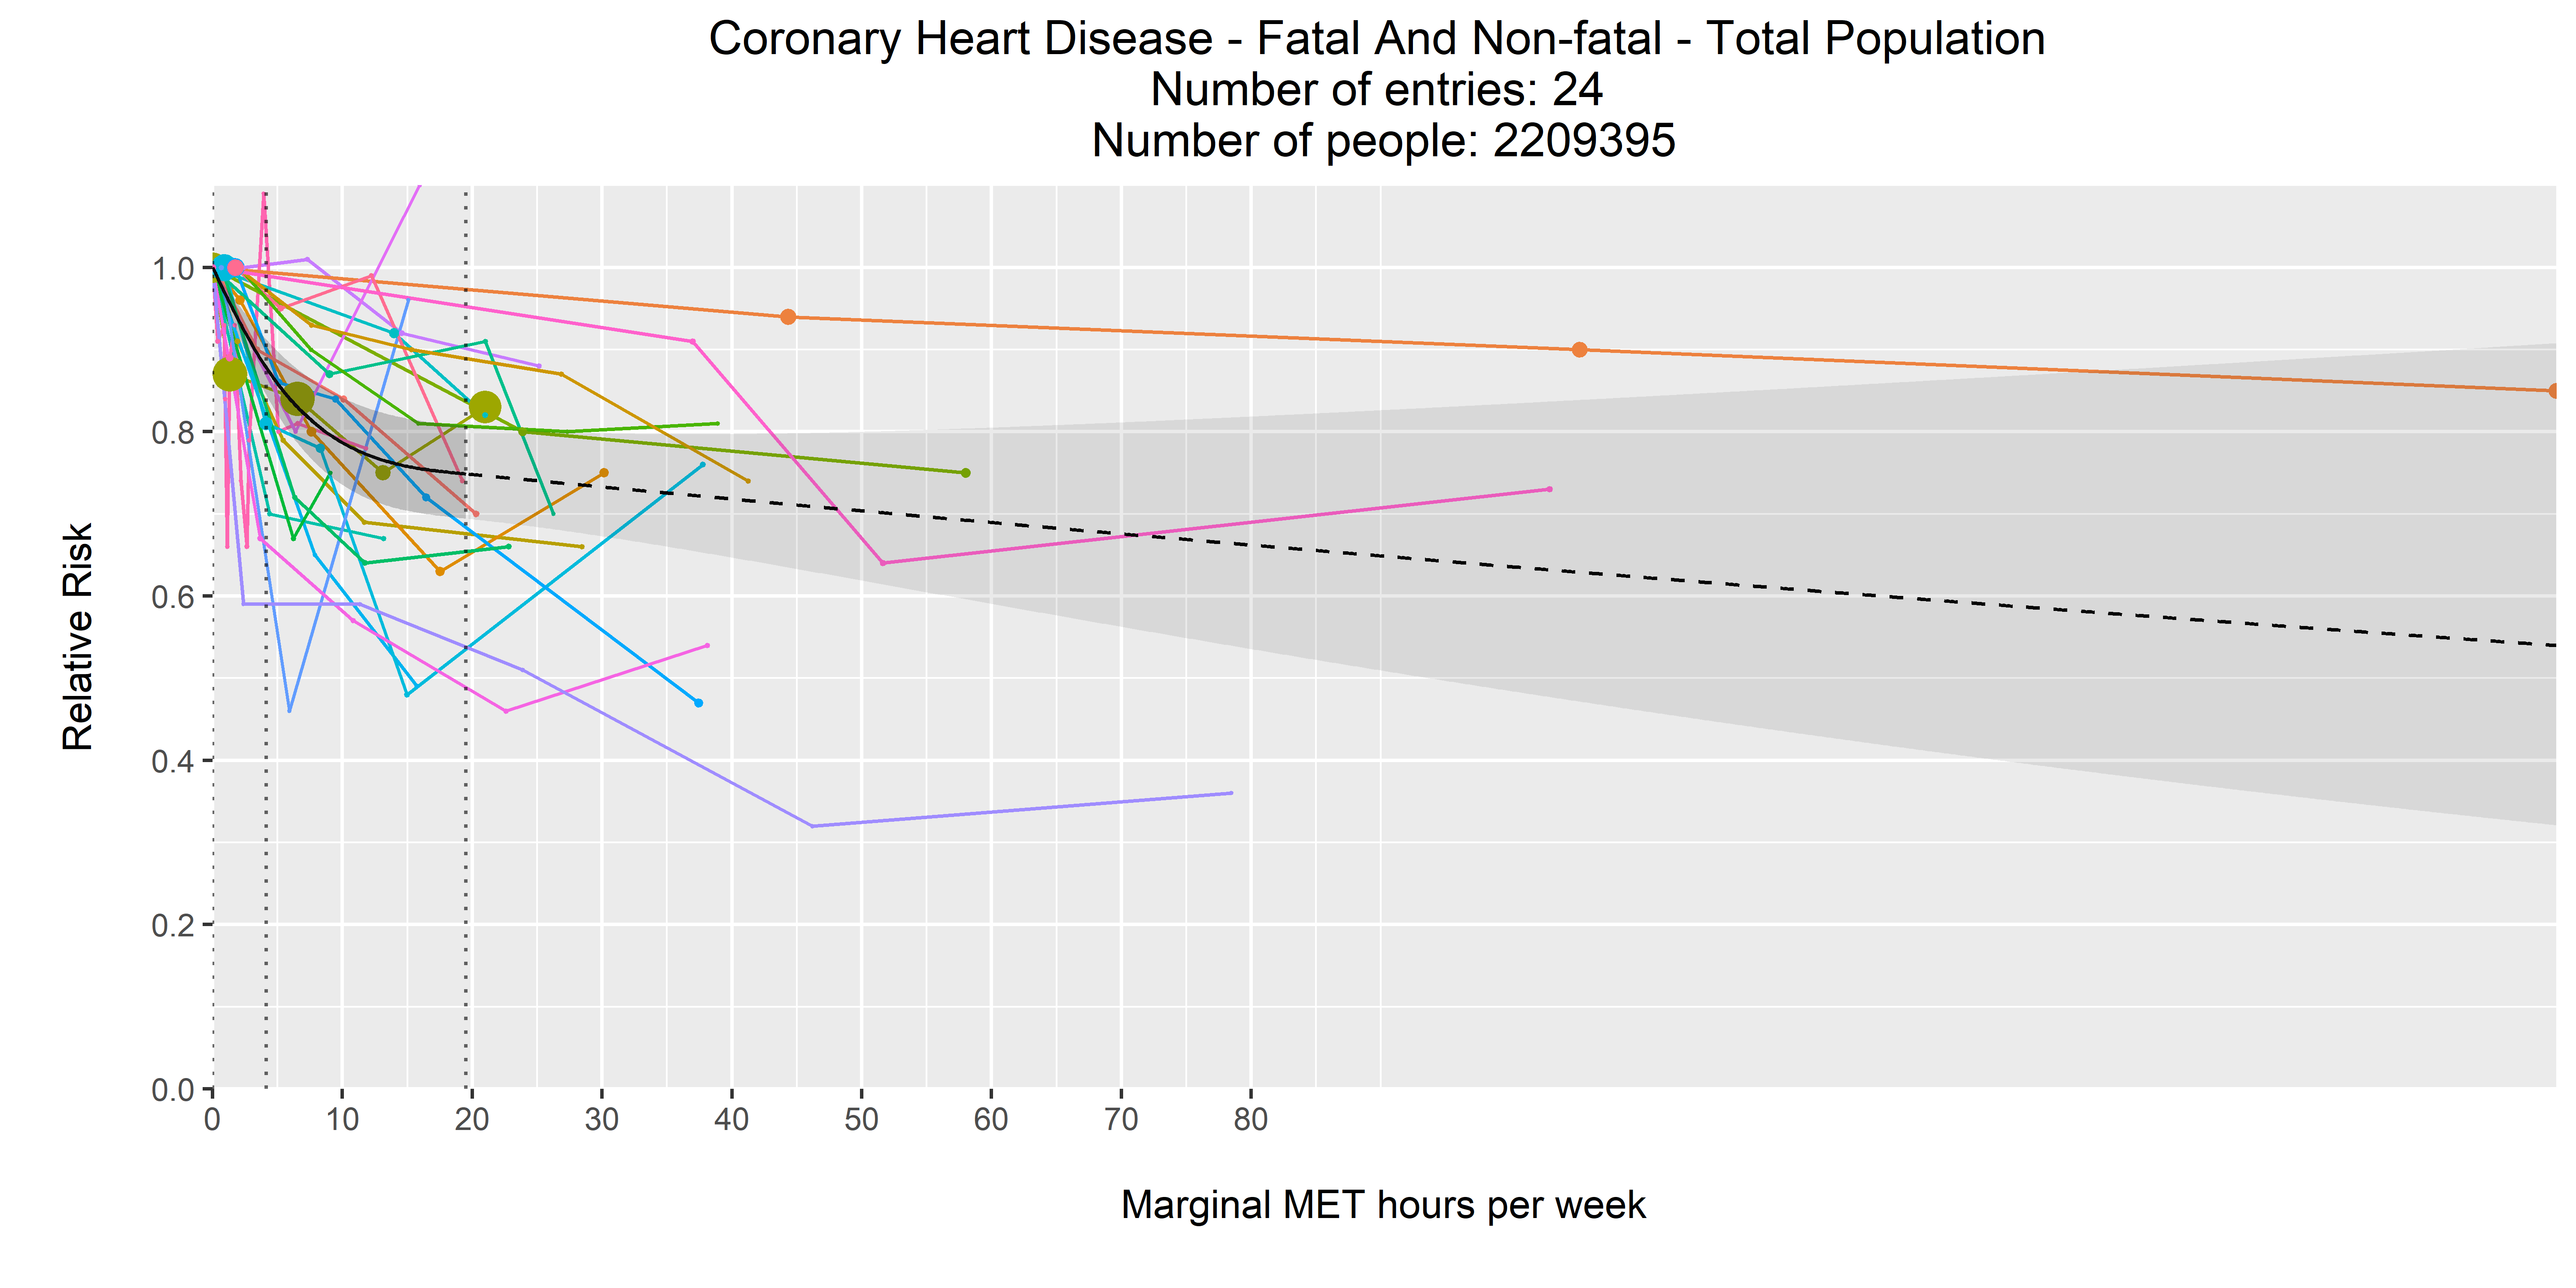 Coronary Heart Disease - Fatal And Non-fatal - Total Population
Number of entries: 24
Number of people: 2209395
1.0
0.8
0.6
0.4
0.2
0.0
Relative Risk
0 10 20 30 40 50 60 70 80
Marginal MET hours per week